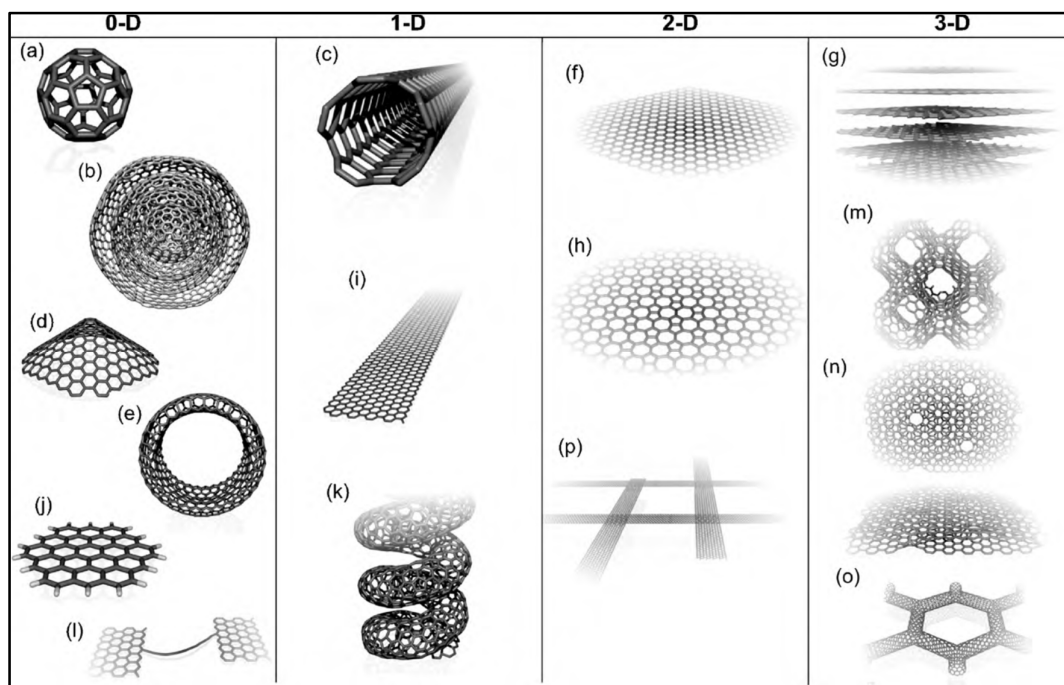 0-D 1-D 2-D 3-D
(a)
(b)
(d)
(e)
(j)
(l)
(c)
(i)
(k)
(f)
(h)
(p)
(g)
(m)
(n)
(o)